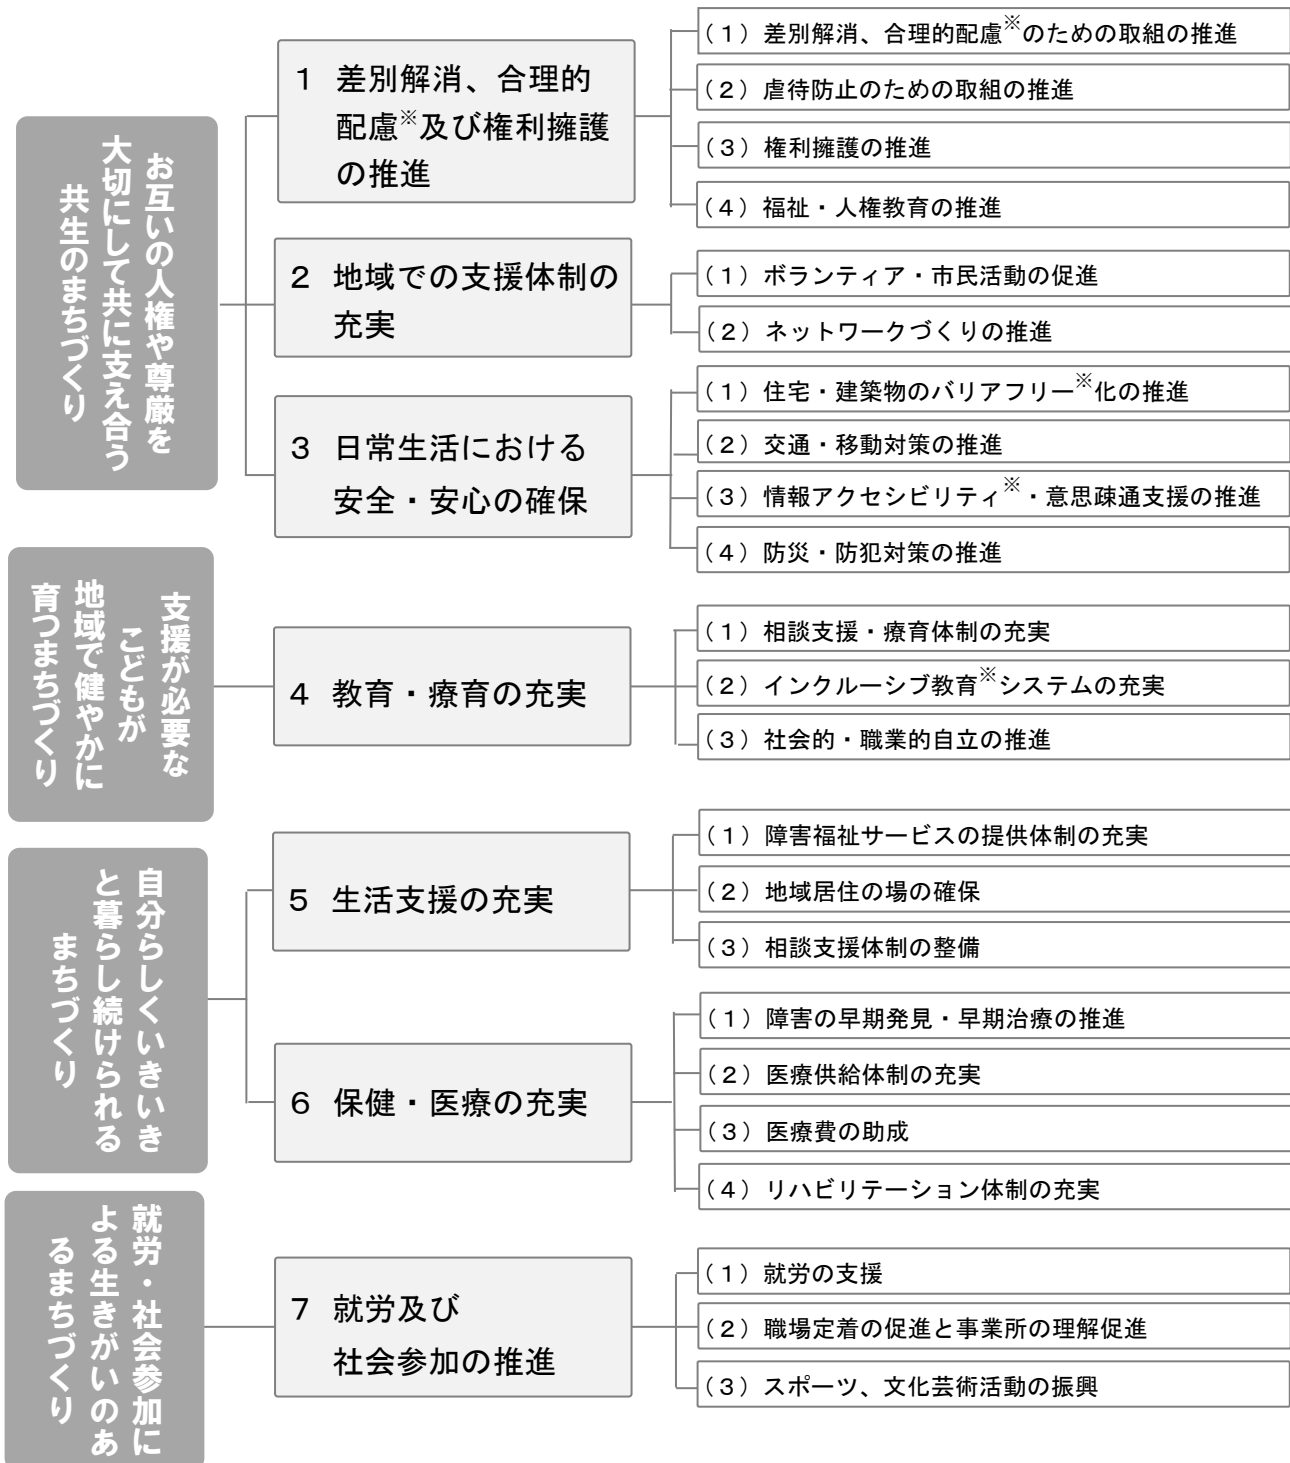 お互いの人権や尊厳を
大切にして共に支え合う
共生のまちづくり
1 差別解消、合理的
配慮※及び権利擁護
の推進
(1)差別解消、合理的配慮※のための取組の推進
(2)虐待防止のための取組の推進
(3)権利擁護の推進
(4)福祉・人権教育の推進
2 地域での支援体制の
充実
(1)ボランティア・市民活動の促進
(2)ネットワークづくりの推進
3 日常生活における
安全・安心の確保
(1)住宅・建築物のバリアフリー※化の推進
(2)交通・移動対策の推進
(3)情報アクセシビリティ※・意思疎通支援の推進
(4)防災・防犯対策の推進
支援が必要な
こどもが
地域で健やかに
育つまちづくり
4 教育・療育の充実
(1)相談支援・療育体制の充実
(2)インクルーシブ教育※システムの充実
(3)社会的・職業的自立の推進
自分らしくいきいき
と暮らし続けられる
まちづくり
5 生活支援の充実
(1)障害福祉サービスの提供体制の充実
(2)地域居住の場の確保
(3)相談支援体制の整備
6 保健・医療の充実
(1)障害の早期発見・早期治療の推進
(2)医療供給体制の充実
(3)医療費の助成
(4)リハビリテーション体制の充実
就労・社会参加に
よる生きがいのあ
るまちづくり
7 就労及び
社会参加の推進
(1)就労の支援
(2)職場定着の促進と事業所の理解促進
(3)スポーツ、文化芸術活動の振興